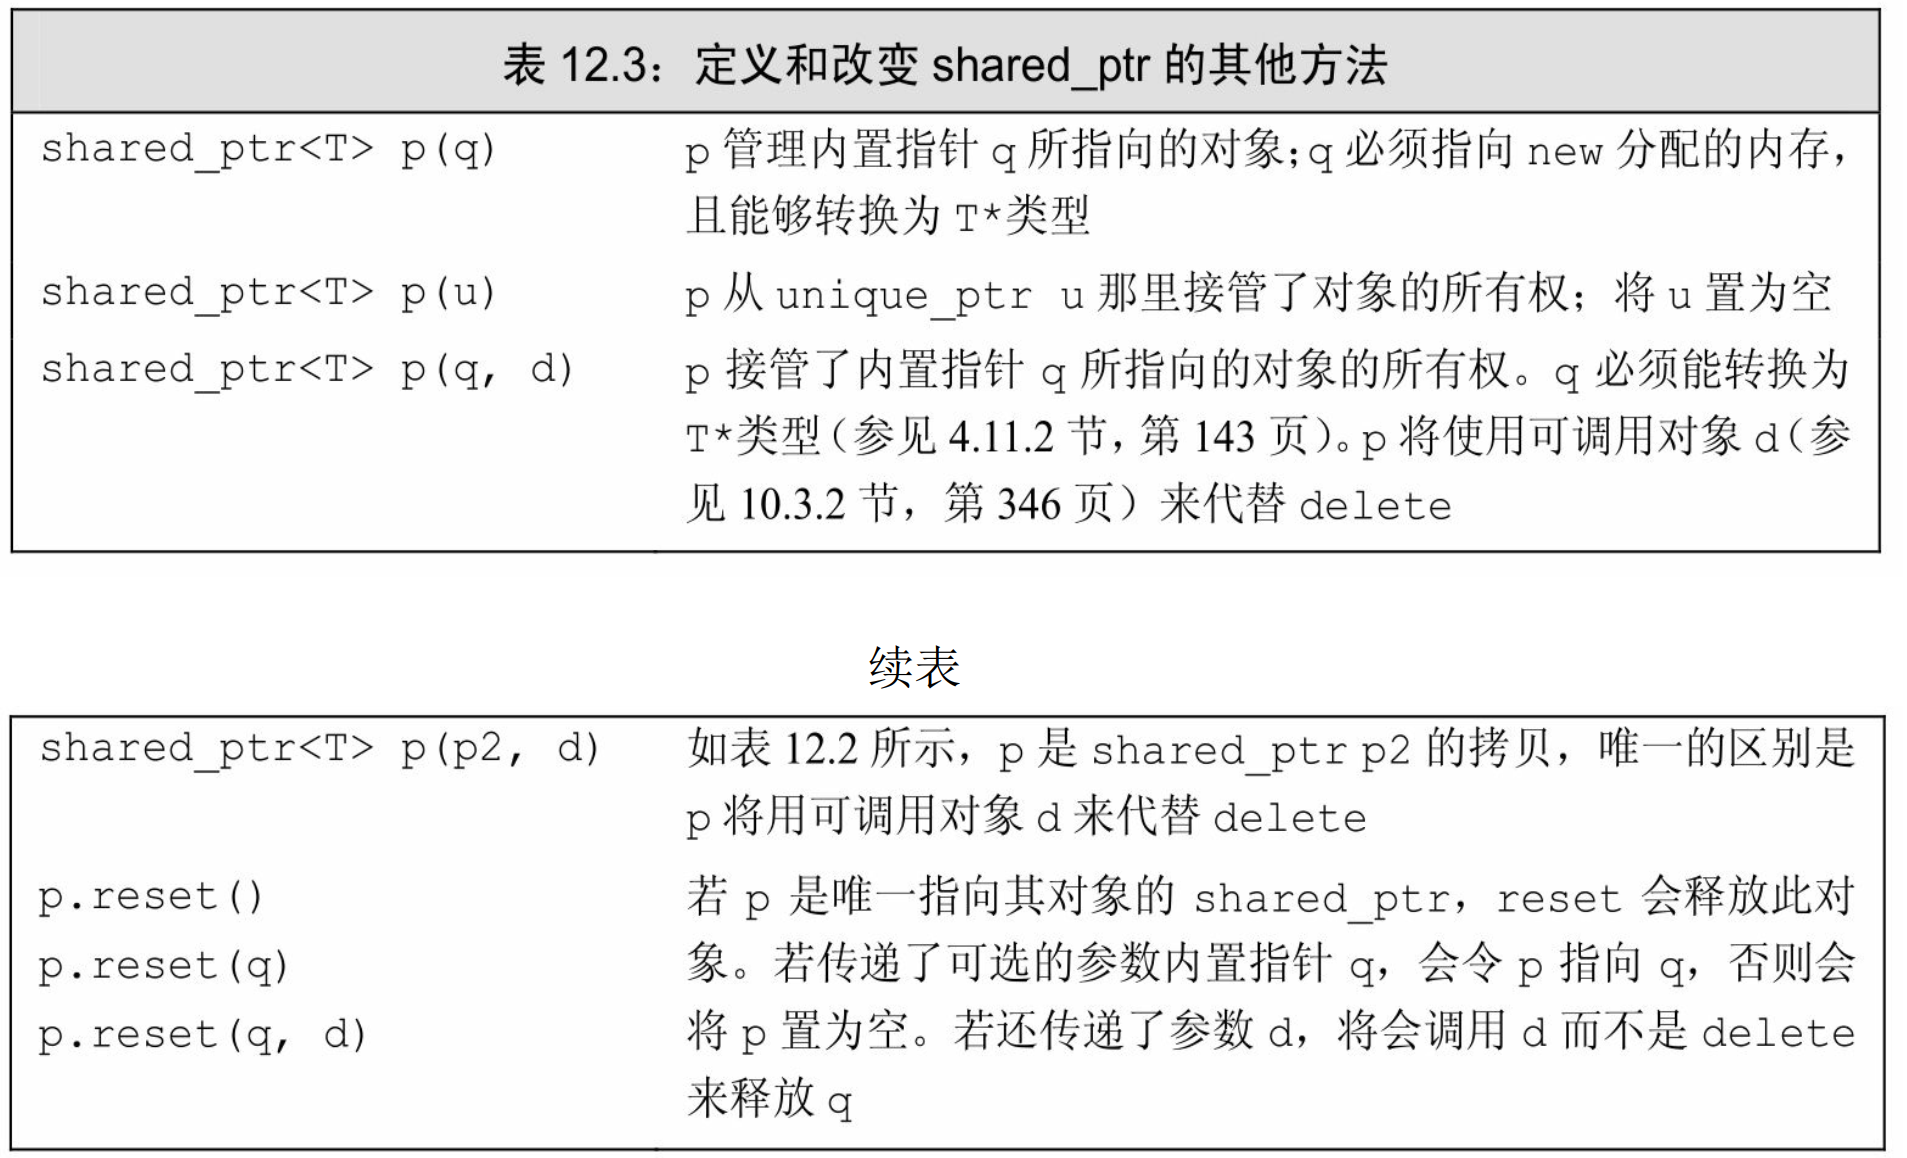 表 12.3：定义和改变 shared_ptr 的其他方法
shared_ptr<T> p(q)
p 管理内置指针 q 所指向的对象；q 必须指向 new 分配的内存，
且能够转换为 T*类型
shared_ptr<T> p(u)
p 从 unique_ptr u 那里接管了对象的所有权；将 u 置为空
shared_ptr<T> p(q, d)
p 接管了内置指针 q 所指向的对象的所有权。q 必须能转换为
T*类型（参见 4.11.2 节，第 143 页）。p 将使用可调用对象 d（参
见 10.3.2 节，第 346 页）来代替 delete
续表
shared_ptr<T> p(p2, d)
如表 12.2 所示，p 是 shared_ptr p2 的拷贝，唯一的区别是
p 将用可调用对象 d 来代替 delete
p.reset()
p.reset(q)
p.reset(q, d)
若 p 是唯一指向其对象的 shared_ptr，reset 会释放此对
象。若传递了可选的参数内置指针 q，会令 p 指向 q，否则会
将 p 置为空。若还传递了参数 d，将会调用 d 而不是 delete
来释放 q